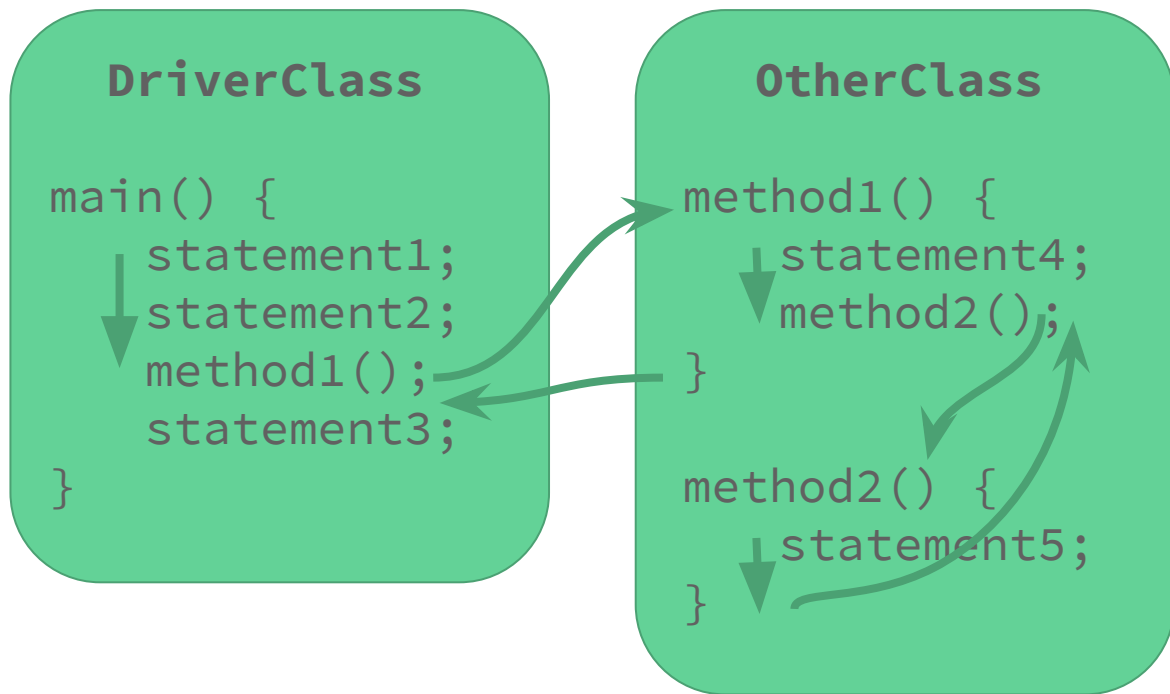 DriverClass
main() {
statement1;
statement2;
method1();
statement3;
}
OtherClass
method1() {
statement4;
method2();
}
method2() {
statement5;
}